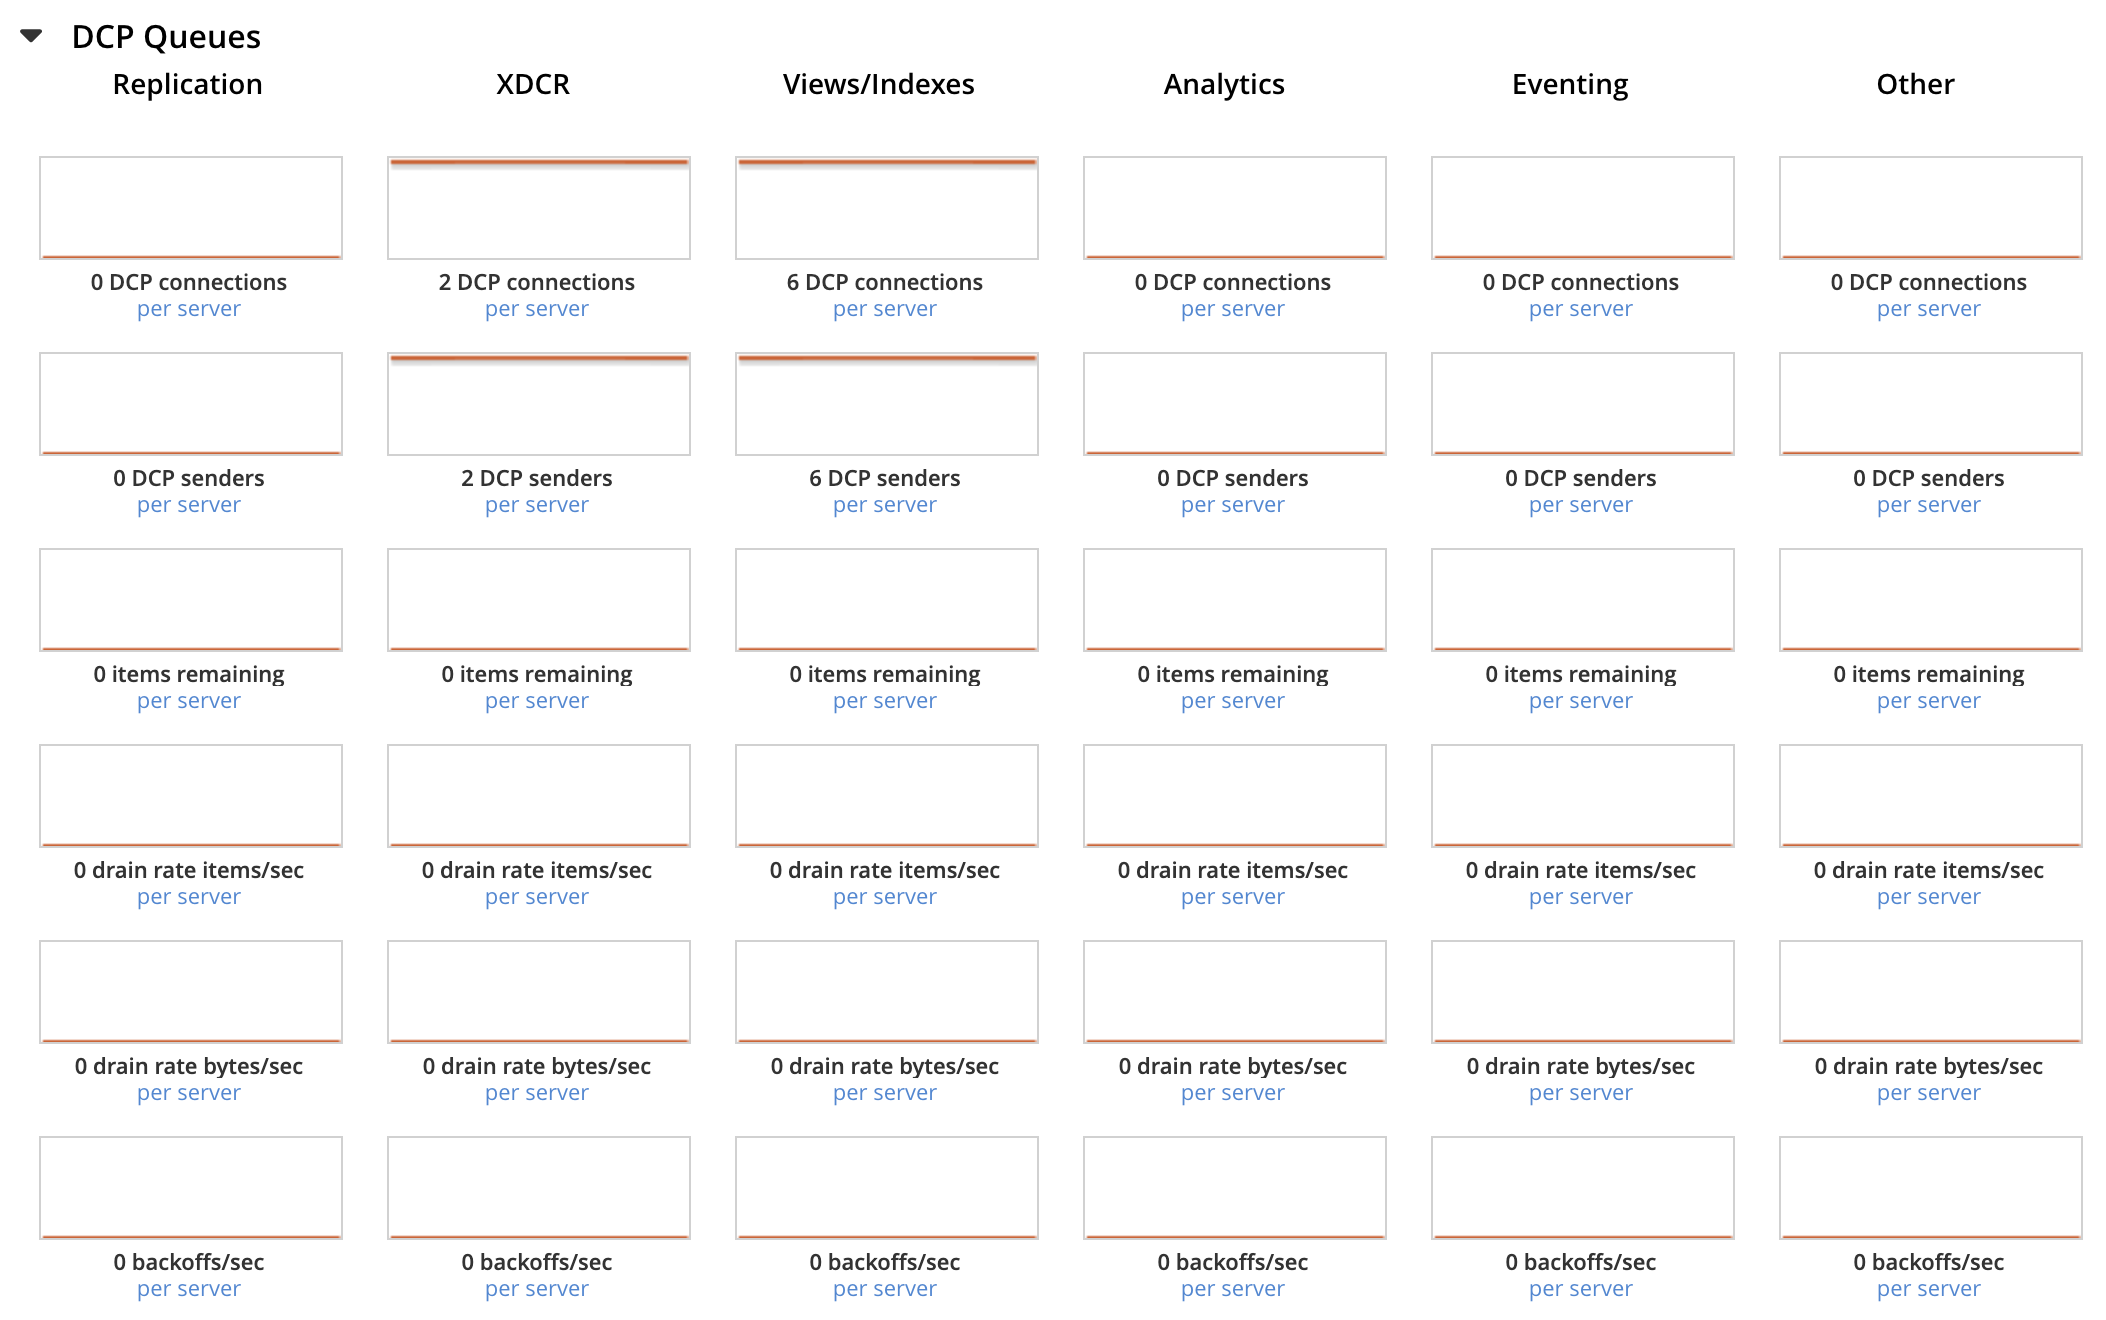 DCP Queues
Replication XDCR Views/Indexes Analytics Eventing Other
0 DCP connections 2 DCP connections 6 DCP connections 0 DCP connections 0 DCP connections 0 DCP connections
per server per server per server per server per server per server
0 DCP senders 2 DCP senders 6 DCP senders 0 DCP senders 0 DCP senders 0 DCP senders
per server per server per server per server per server per server
0 items remaining 0 items remaining 0 items remaining 0 items remaining 0 items remaining 0 items remaining
per server per server per server per server per server per server
0 drain rate items/sec 0 drain rate items/sec 0 drain rate items/sec 0 drain rate items/sec 0 drain rate items/sec 0 drain rate items/sec
per server per server per server per server per server per server
0 drain rate bytes/sec 0 drain rate bytes/sec 0 drain rate bytes/sec 0 drain rate bytes/sec 0 drain rate bytes/sec 0 drain rate bytes/sec
per server per server per server per server per server per server
0 backoffs/sec 0 backoffs/sec 0 backoffs/sec 0 backoffs/sec 0 backoffs/sec 0 backoffs/sec
per server per server per server per server per server per server